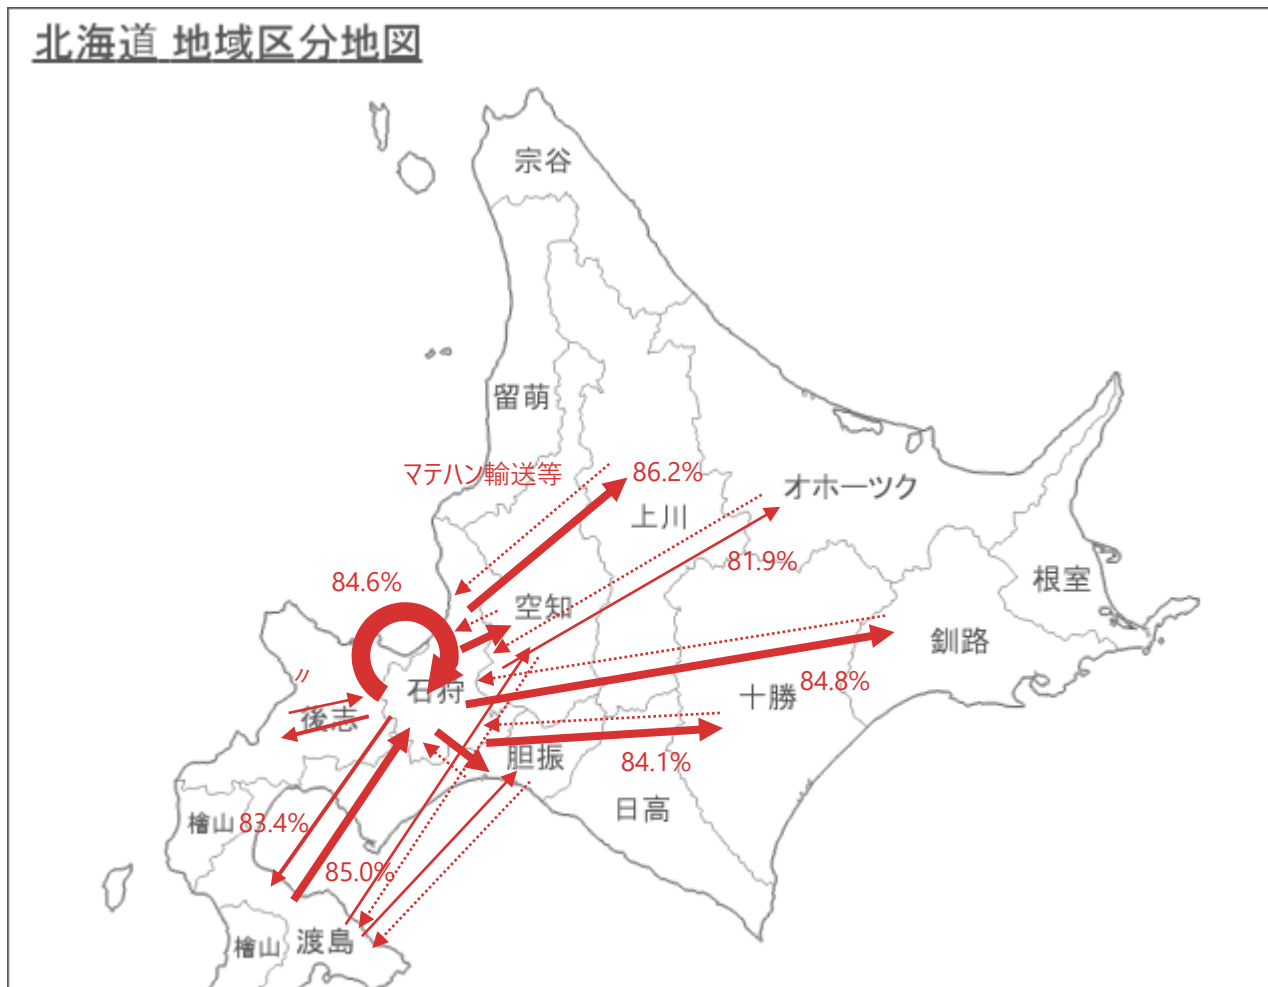 北海道 地域区分地図
宗谷
留萌
マテハン輸送等
86.2%
オホーツク
上川
81.9%
84.6%
空知
根室
釧路
〃
石狩
84.8%
十勝
後志
胆振
84.1%
日高
檜山
83.4%
85.0%
檜山
渡島